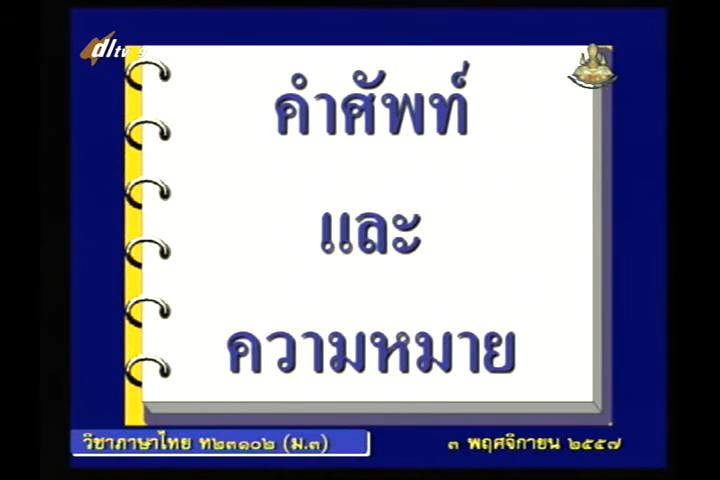 dltv
คำศัพท์
และ
ความหมาย
วิชาภาษาไทย ท๒๓๑๐๒ (ม.๓)
๓ พฤศจิกายน ๒๕๕๗